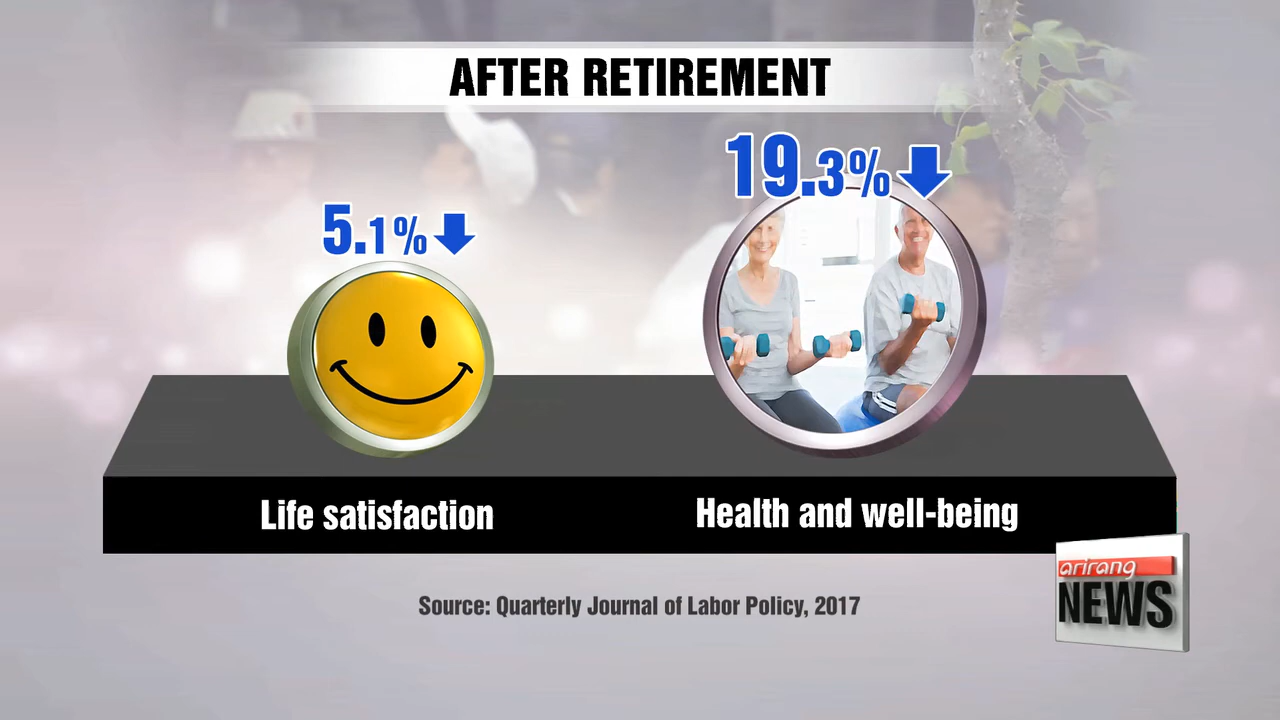 AFTER RETIREMENT
5.1%
19.3%
Life satisfaction
Health and well-being
Source: Quarterly Journal of Labor Policy, 2017
arirang
NEWS